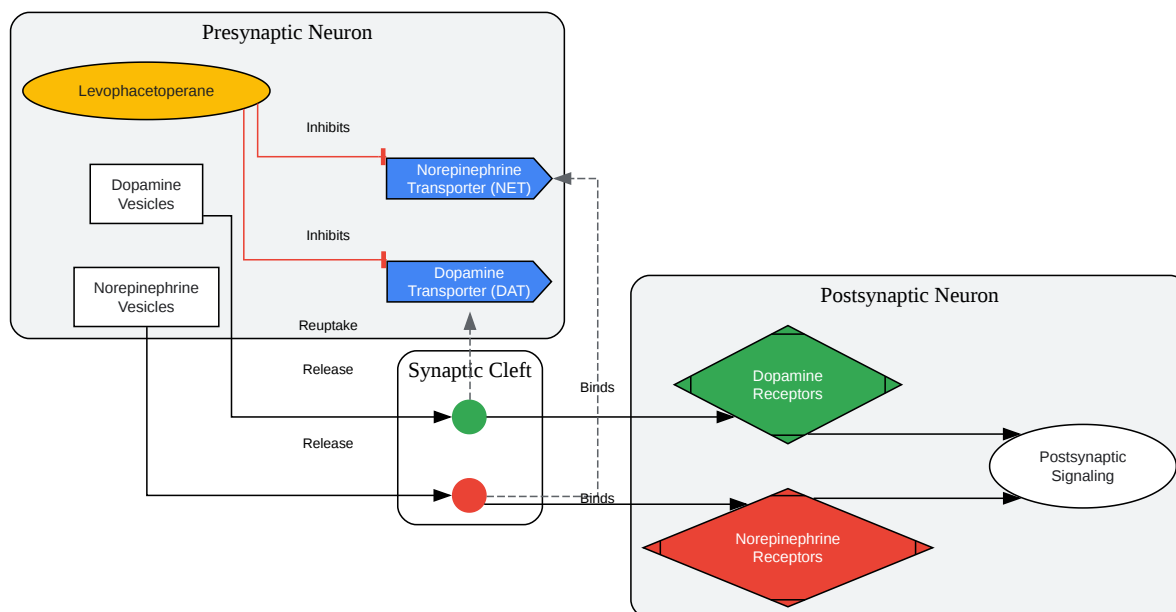 Presynaptic Neuron
Levophacetoperane
Inhibits
Norepinephrine
Transporter (NET)
Dopamine
Vesicles
Inhibits
Dopamine
Transporter (DAT)
Norepinephrine
Vesicles
Reuptake
Release
Synaptic Cleft
Release
Binds
Binds
Postsynaptic Neuron
Dopamine
Receptors
Postsynaptic
Signaling
Norepinephrine
Receptors